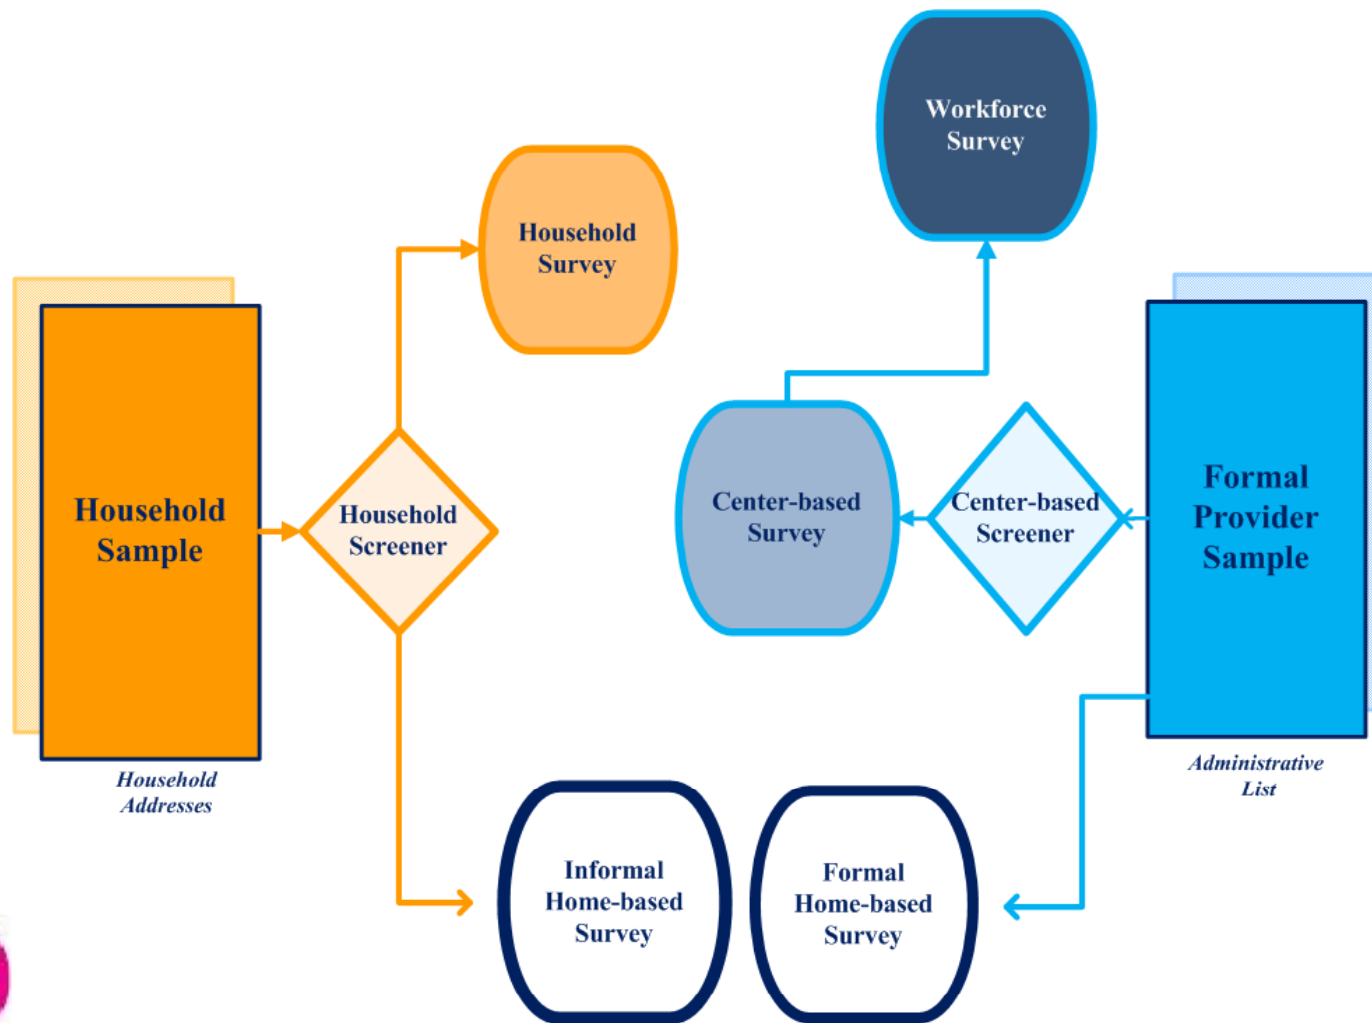 Workforce
Survey
Household
Survey
Household
Sample
Household
Screener
Center-based
Survey
Center-based
Screener
Formal
Provider
Sample
Household
Addresses
Administrative
List
Informal
Home-based
Survey
Formal
Home-based
Survey